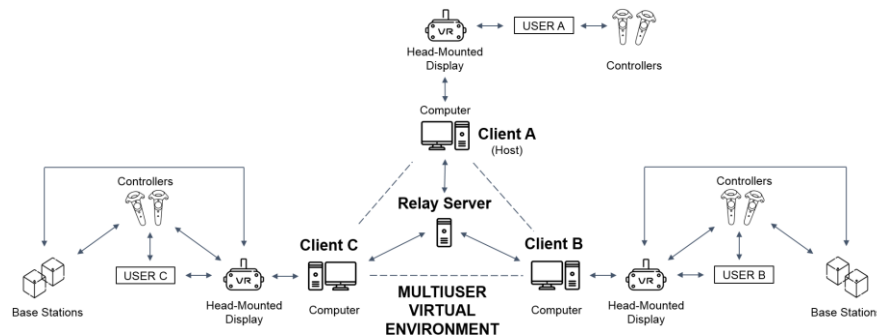 VR
USER A
Head-Mounted
Display
Controllers
Computer
Client A
(Host)
Controllers
Controllers
Relay Server
Client C
Client B
USER C
VR
VR
USER B
Base Stations
Head-Mounted
Display
Computer
MULTIUSER
VIRTUAL
ENVIRONMENT
Computer
Head-Mounted
Display
Base Stations